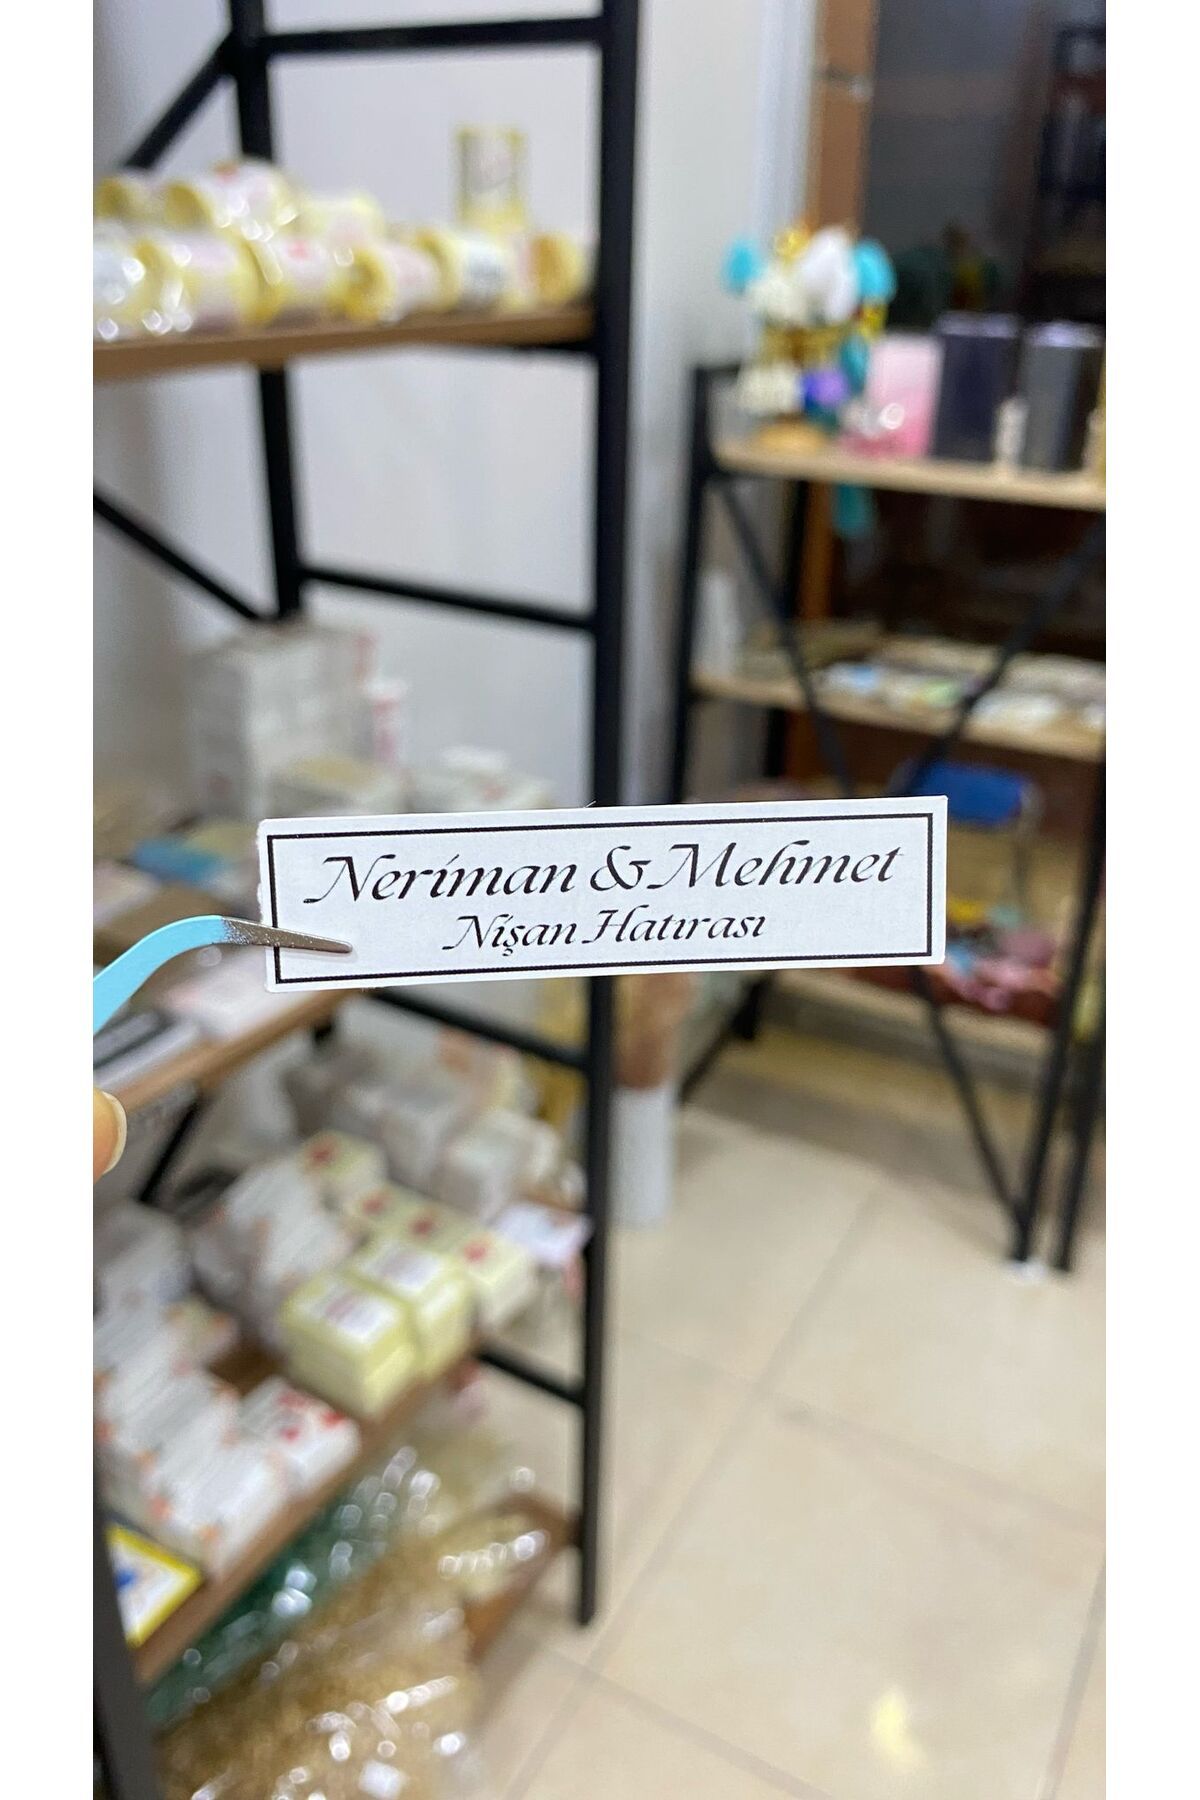 Neriman & Mehmet
Nişan Hatırası